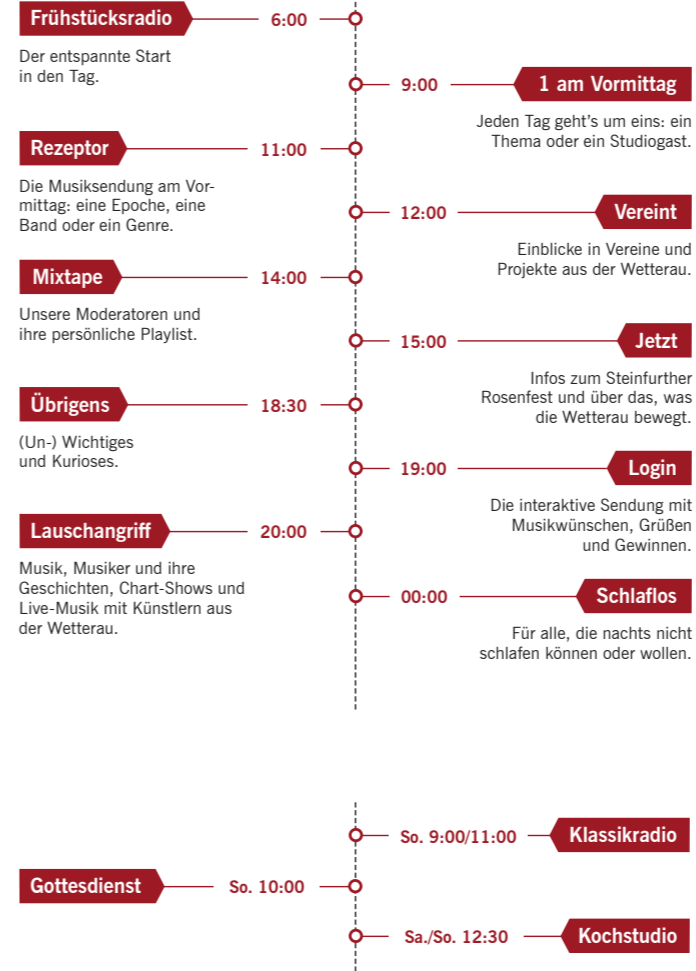 Frühstücksradio
6:00
Der entspannte Start
in den Tag.
9:00
1 am Vormittag
Jeden Tag geht’s um eins: ein
Thema oder ein Studiogast.
Rezeptor
11:00
Die Musiksendung am Vor-
mittag: eine Epoche, eine
Band oder ein Genre.
12:00
Vereint
Einblicke in Vereine und
Projekte aus der Wetterau.
Mixtape
14:00
Unsere Moderatoren und
ihre persönliche Playlist.
15:00
Jetzt
Infos zum Steinfurther
Rosenfest und über das, was
die Wetterau bewegt.
Übrigens
18:30
(Un-) Wichtiges
und Kurioses.
19:00
Login
Die interaktive Sendung mit
Musikwünschen, Grüßen
und Gewinnen.
Lauschangriff
20:00
Musik, Musiker und ihre
Geschichten, Chart-Shows und
Live-Musik mit Künstlern aus
der Wetterau.
00:00
Schlaflos
Für alle, die nachts nicht
schlafen können oder wollen.
So. 9:00/11:00
Klassikradio
Gottesdienst
So. 10:00
Sa./So. 12:30
Kochstudio